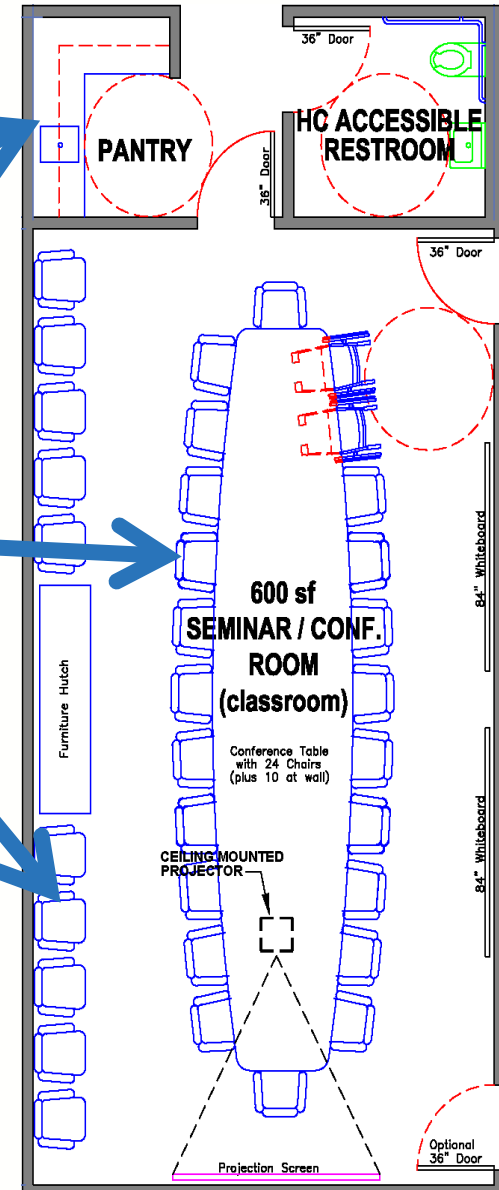 36" Door
PANTRY
HC ACCESSIBLE
RESTROOM
36" Door
36" Door
84" Whiteboard
600 sf
SEMINAR / CONF.
ROOM
(classroom)
Furniture Hutch
Conference Table
with 24 Chairs
(plus 10 at wall)
84" Whiteboard
CEILING MOUNTED
PROJECTOR
Optional
36" Door
Projection Screen